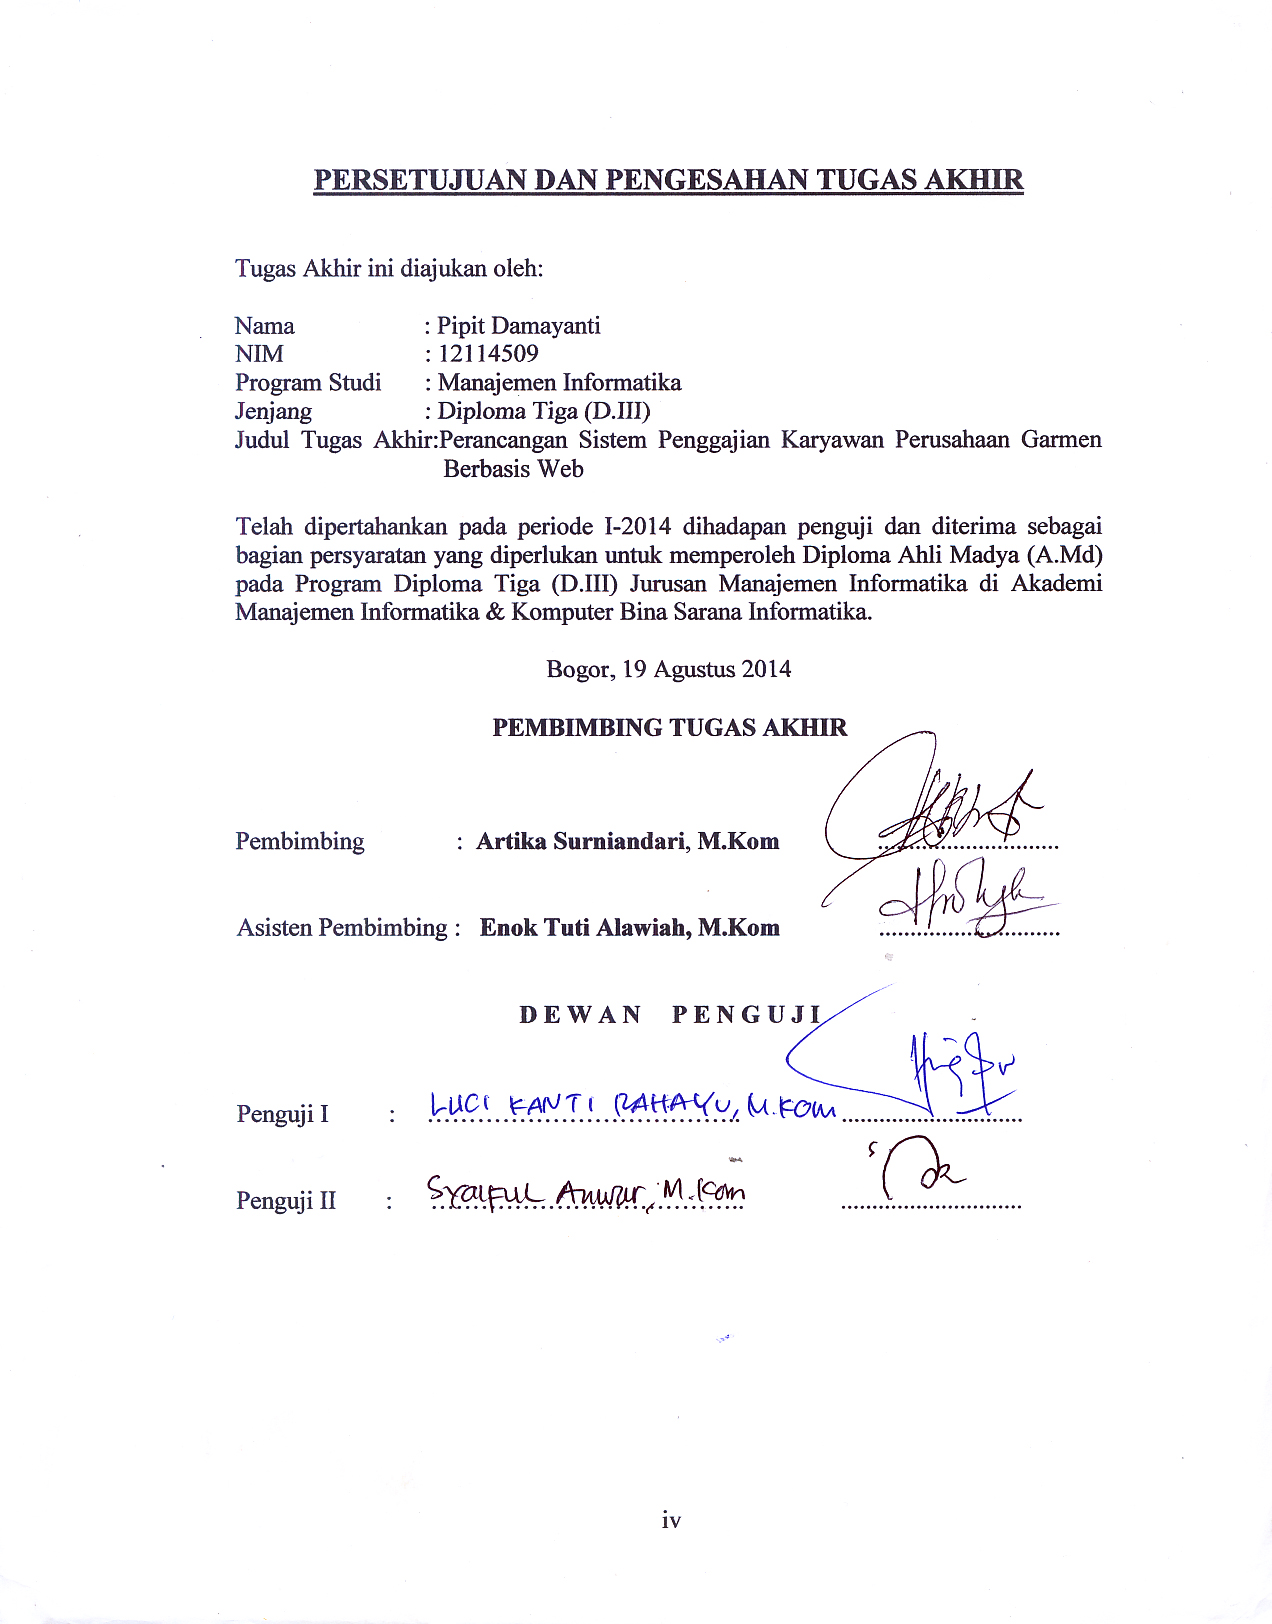 PERSETUJUAN DAN PENGESAHAN TUGAS AKHIR
Tugas Akhir ini diajukan oleh:
Nama : Pipit Damayanti
NIM : 12114509
Program Studi : Manajemen Informatika
Jenjang : Diploma Tiga (D.III)
Judul Tugas Akhir:Perancangan Sistem Penggajian Karyawan Perusahaan Garmen
Berbasis Web
Telah dipertahankan pada periode I-2014 dihadapan penguji dan diterima sebagai
bagian persyaratan yang diperlukan untuk memperoleh Diploma Ahli Madya (A.Md)
pada Program Diploma Tiga (D.III) Jurusan Manajemen Informatika di Akademi
Manajemen Informatika & Komputer Bina Sarana Informatika.
Bogor, 19 Agustus 2014
PEMBIMBING TUGAS AKHIR
Pembimbing : Artika Surniandari, M.Kom
Asisten Pembimbing : Enok Tuti Alawiah, M.Kom
DEWAN PENGUJI
Penguji I : LUCI KANTI RAHAYU, M.KOM
Penguji II : Syaiful Anwar, M.Kom
iv